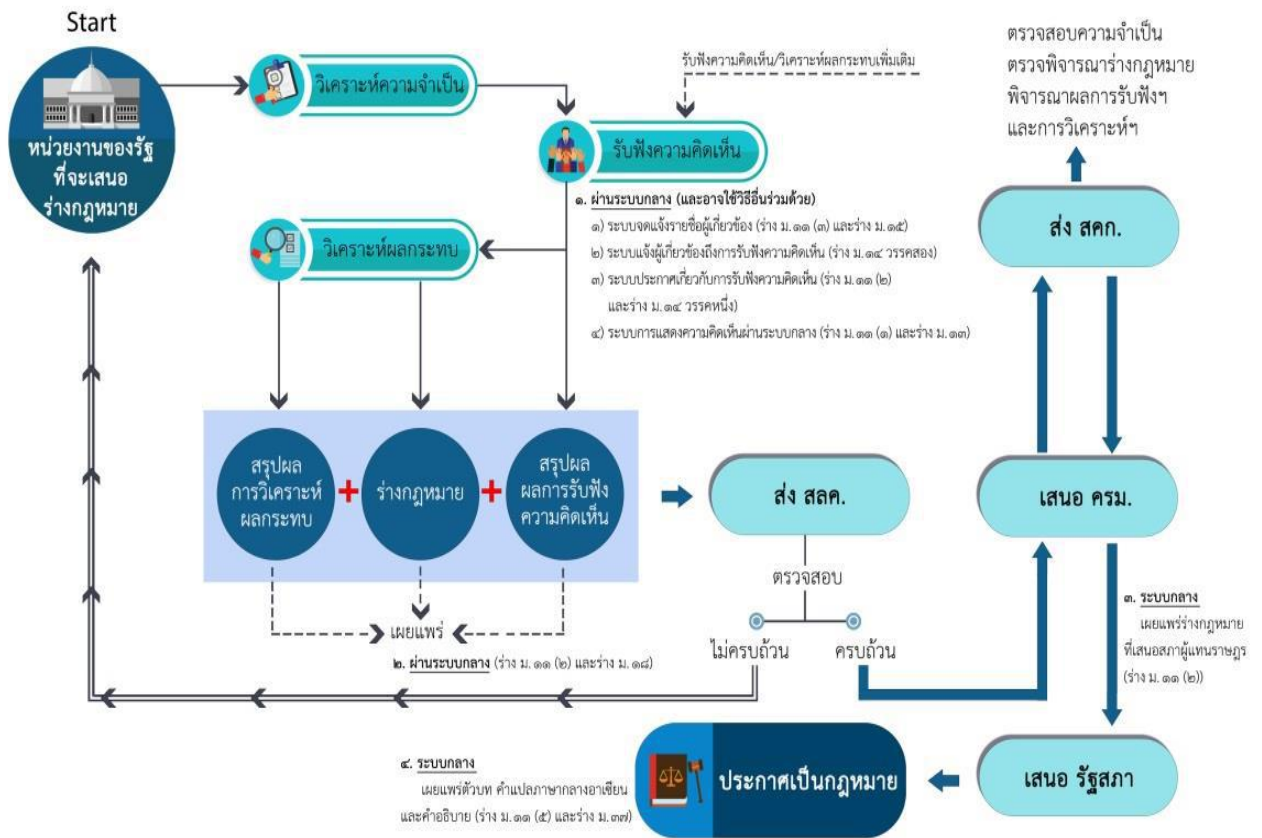 Start
หน่วยงานของรัฐ
ที่จะเสนอ
ร่างกฎหมาย
วิเคราะห์ความจำเป็น
รับฟังความคิดเห็น/วิเคราะห์ผลกระทบเพิ่มเติม
รับฟังความคิดเห็น
๑. ผ่านระบบกลาง (และอาจใช้วิธีอื่นร่วมด้วย)
๑) ระบบจดแจ้งรายชื่อผู้เกี่ยวข้อง (ร่าง ม.๑๑ (๓) และร่าง ม.๑๕)
๒) ระบบแจ้งผู้เกี่ยวข้องถึงการรับฟังความคิดเห็น (ร่าง ม.๑๔ วรรคสอง)
๓) ระบบประกาศเกี่ยวกับการรับฟังความคิดเห็น (ร่าง ม.๑๑ (๒)
และร่าง ม.๑๔ วรรคหนึ่ง)
๔) ระบบการแสดงความคิดเห็นผ่านระบบกลาง (ร่าง ม.๑๑ (๑) และร่าง ม.๑๓)
วิเคราะห์ผลกระทบ
สรุปผล
การวิเคราะห์
ผลกระทบ
+
ร่างกฎหมาย
+
สรุปผล
ผลการรับฟัง
ความคิดเห็น
เผยแพร่
๒. ผ่านระบบกลาง (ร่าง ม.๑๑ (๒) และร่าง ม.๑๘)
ส่ง สลค.
ตรวจสอบ
ไม่ครบถ้วน
ครบถ้วน
ตรวจสอบความจำเป็น
ตรวจพิจารณาร่างกฎหมาย
พิจารณาผลการรับฟังฯ
และการวิเคราะห์ฯ
ส่ง สคก.
เสนอ ครม.
๓. ระบบกลาง
เผยแพร่ร่างกฎหมาย
ที่เสนอสภาผู้แทนราษฎร
(ร่าง ม.๑๑ (๒))
เสนอ รัฐสภา
ประกาศเป็นกฎหมาย
๔. ระบบกลาง
เผยแพร่ตัวบท คำแปลภาษากลางอาเซียน
และคำอธิบาย (ร่าง ม.๑๑ (๕) และร่าง ม.๓๗)